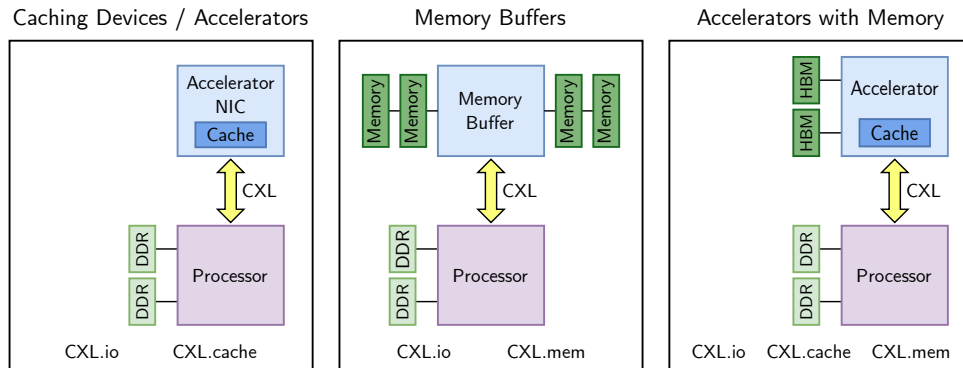 Caching Devices / Accelerators
Accelerator
NIC
Cache
CXL
DDR
DDR
Processor
CXL.io CXL.cache
Memory Buffers
Memory
Memory
Memory
Buffer
Memory
Memory
CXL
DDR
DDR
Processor
CXL.io CXL.mem
Accelerators with Memory
HBM
HBM
Accelerator
Cache
CXL
DDR
DDR
Processor
CXL.io CXL.cache CXL.mem